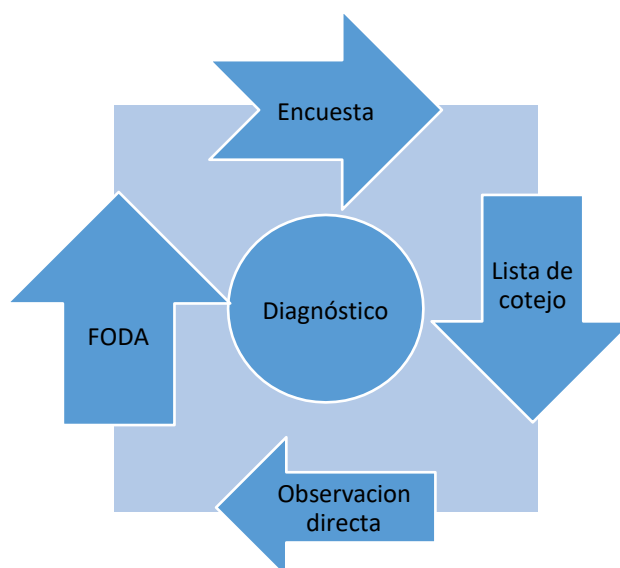 Encuesta
Lista de
cotejo
Diagnóstico
FODA
Observacion
directa